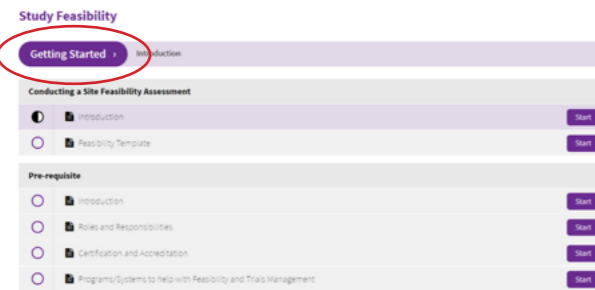 Study Feasibility
Getting Started › Introduction
Conducting a Site Feasibility Assessment
Introduction Start
Feasibility Template Start
Pre-requisite
Introduction Start
Roles and Responsibilities Start
Certification and Accreditation Start
Programs/Systems to help with Feasibility and Trials Management Start